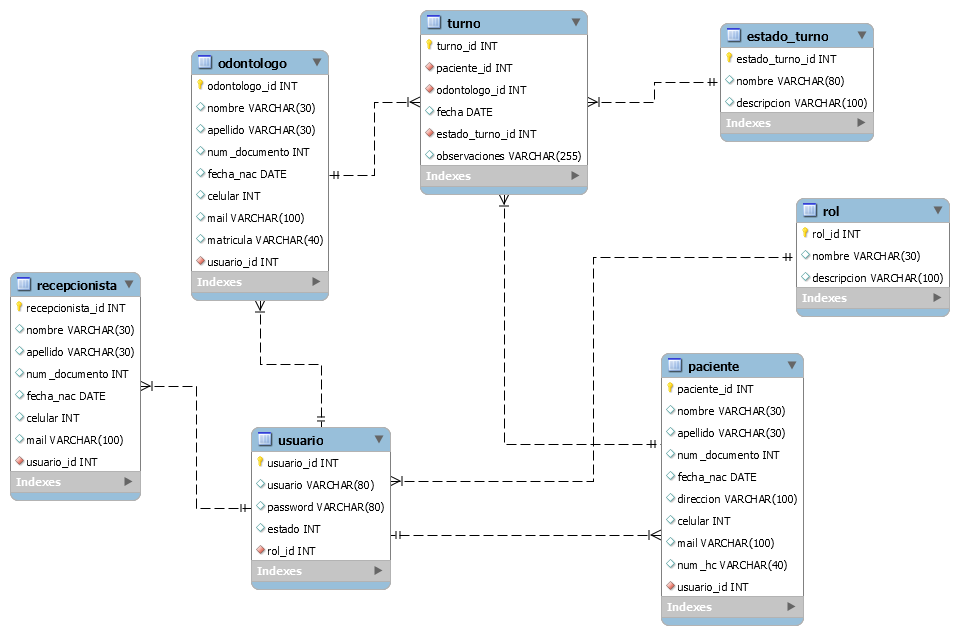 turno
turno_id INT
paciente_id INT
odontologo_id INT
fecha DATE
estado_turno_id INT
observaciones VARCHAR(255)
Indexes
estado_turno
estado_turno_id INT
nombre VARCHAR(80)
descripcion VARCHAR(100)
Indexes
odontologo
odontologo_id INT
nombre VARCHAR(30)
apellido VARCHAR(30)
num_documento INT
fecha_nac DATE
celular INT
mail VARCHAR(100)
matricula VARCHAR(40)
usuario_id INT
Indexes
rol
rol_id INT
nombre VARCHAR(30)
descripcion VARCHAR(100)
Indexes
recepcionista
recepcionista_id INT
nombre VARCHAR(30)
apellido VARCHAR(30)
num_documento INT
fecha_nac DATE
celular INT
mail VARCHAR(100)
usuario_id INT
Indexes
paciente
paciente_id INT
nombre VARCHAR(30)
apellido VARCHAR(30)
num_documento INT
fecha_nac DATE
direccion VARCHAR(100)
celular INT
mail VARCHAR(100)
num_hc VARCHAR(40)
usuario_id INT
Indexes
usuario
usuario_id INT
usuario VARCHAR(80)
password VARCHAR(80)
estado INT
rol_id INT
Indexes